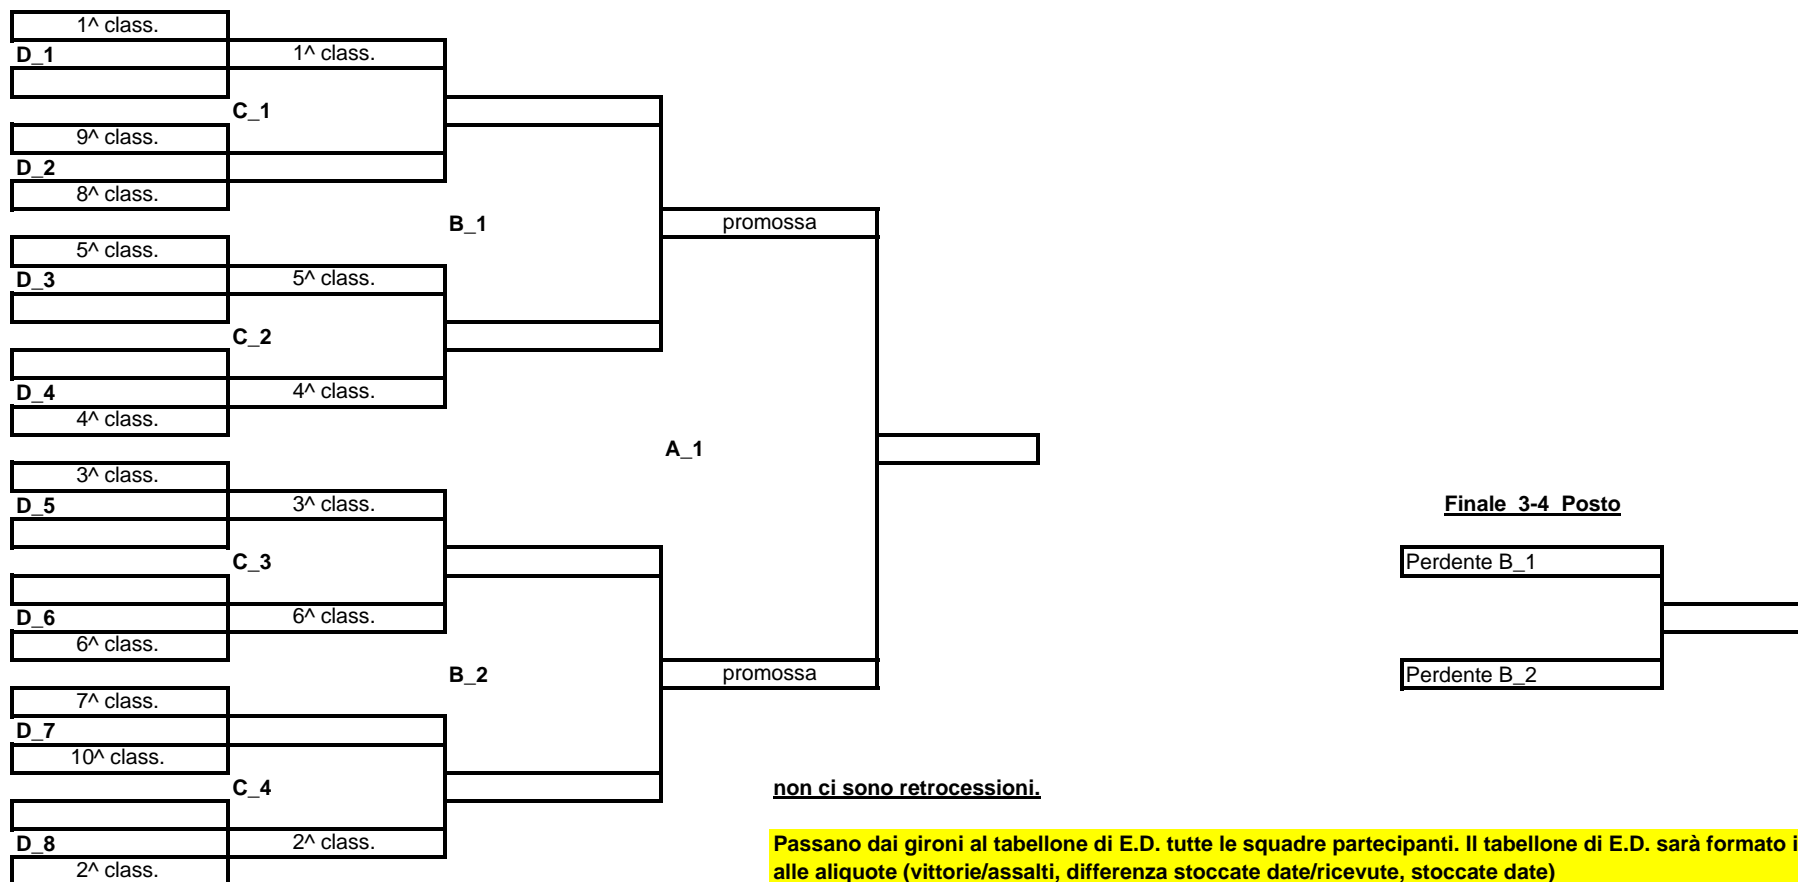 1^ class.
D_1
1^ class.
C_1
9^ class.
D_2
8^ class.
B_1
promossa
5^ class.
D_3
5^ class.
C_2
D_4
4^ class.
4^ class.
A_1
3^ class.
D_5
3^ class.
C_3
D_6
6^ class.
6^ class.
B_2
promossa
7^ class.
D_7
10^ class.
C_4
D_8
2^ class.
2^ class.
Finale 3-4 Posto
Perdente B_1
Perdente B_2
non ci sono retrocessioni.
Passano dai gironi al tabellone di E.D. tutte le squadre partecipanti. Il tabellone di E.D. sarà formato i
alle aliquote (vittorie/assalti, differenza stoccate date/ricevute, stoccate date)